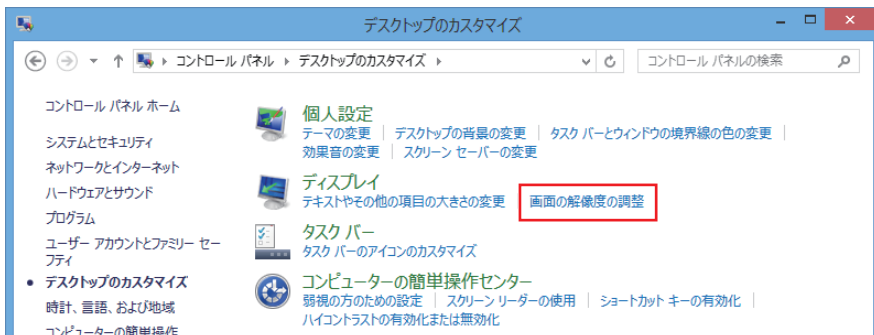 デスクトップのカスタマイズ
コントロール パネル ▸ デスクトップのカスタマイズ ▸
コントロール パネルの検索
コントロール パネル ホーム
システムとセキュリティ
ネットワークとインターネット
ハードウェアとサウンド
プログラム
ユーザー アカウントとファミリー セー
フティ
デスクトップのカスタマイズ
時計、言語、および地域
コンピューターの簡単操作
個人設定
テーマの変更 | デスクトップの背景の変更 | タスク バーとウィンドウの境界線の色の変更 |
効果音の変更 | スクリーン セーバーの変更
ディスプレイ
テキストやその他の項目の大きさの変更 | 画面の解像度の調整
タスク バー
タスク バーのアイコンのカスタマイズ
コンピューターの簡単操作センター
弱視の方のための設定 | スクリーン リーダーの使用 | ショートカット キーの有効化 |
ハイコントラストの有効化または無効化